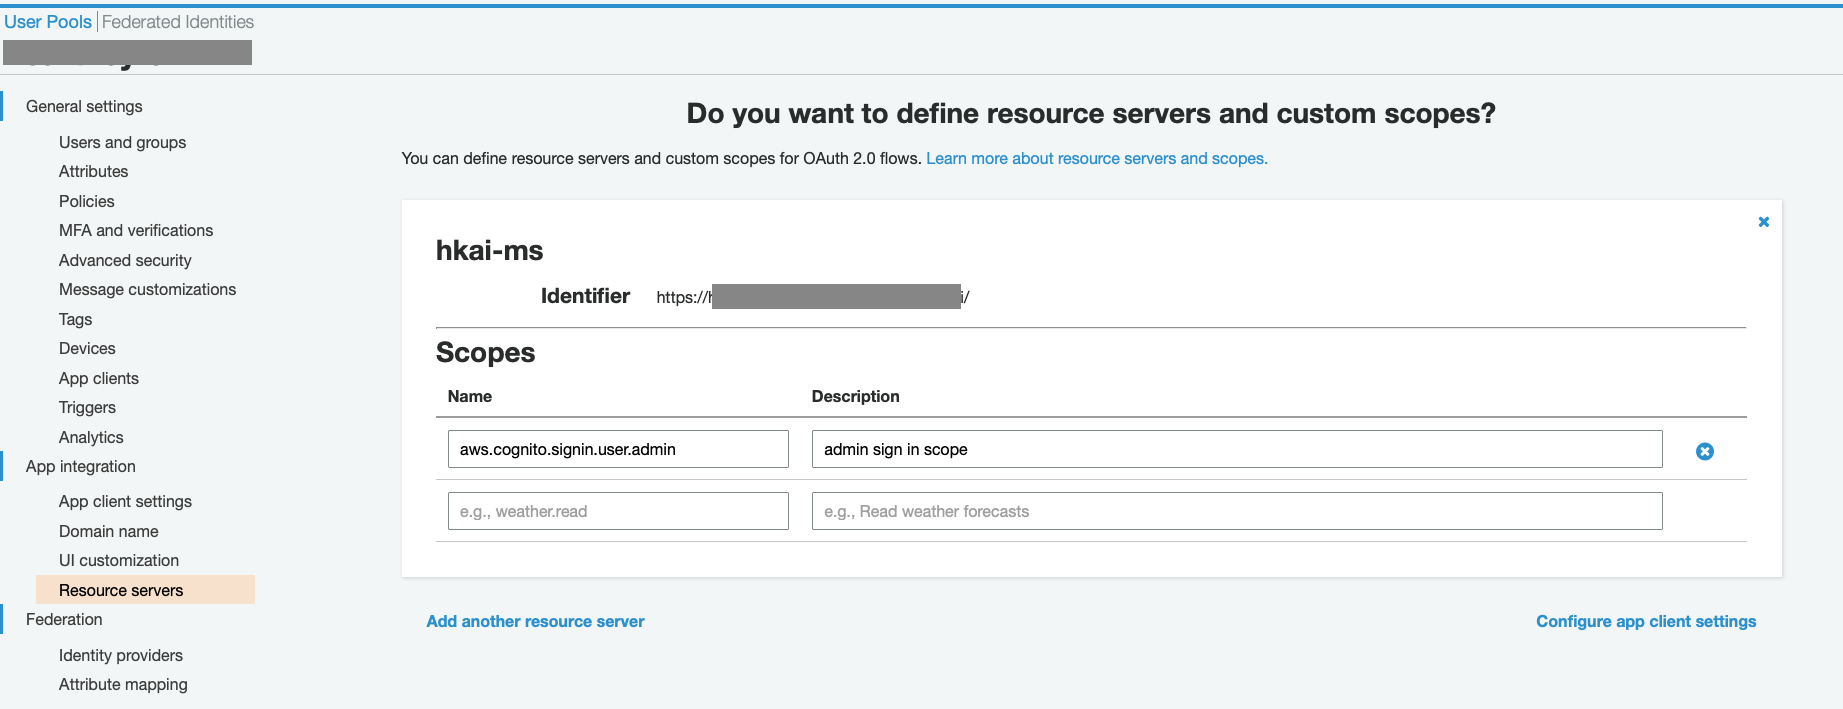 User Pools Federated Identities
General settings
Users and groups
Attributes
Policies
MFA and verifications
Advanced security
Message customizations
Tags
Devices
App clients
Triggers
Analytics
App integration
App client settings
Domain name
UI customization
Resource servers
Federation
Identity providers
Attribute mapping
Do you want to define resource servers and custom scopes?
You can define resource servers and custom scopes for OAuth 2.0 flows. Learn more about resource servers and scopes.
hkai-ms
Identifier https://
Scopes
Name Description
aws.cognito.signin.user.admin admin sign in scope
e.g., weather.read e.g., Read weather forecasts
Add another resource server Configure app client settings